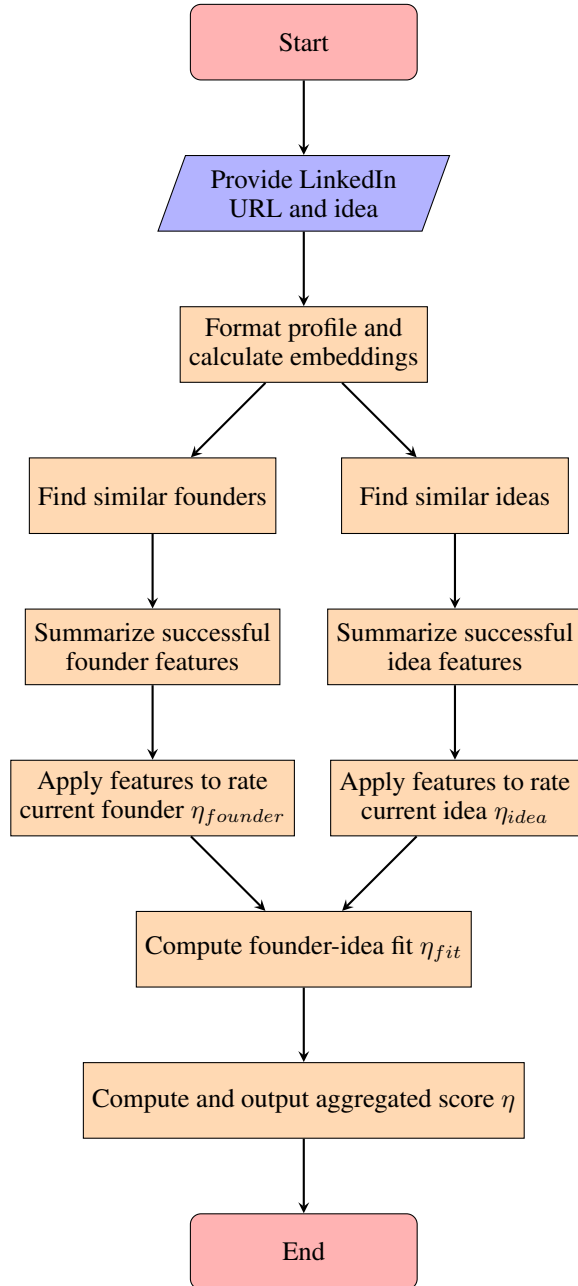 Start
Provide LinkedIn
URL and idea
Format profile and
calculate embeddings
Find similar founders
Find similar ideas
Summarize successful
founder features
Summarize successful
idea features
Apply features to rate
current founder η_founder
Apply features to rate
current idea η_idea
Compute founder-idea fit η_fit
Compute and output aggregated score η
End